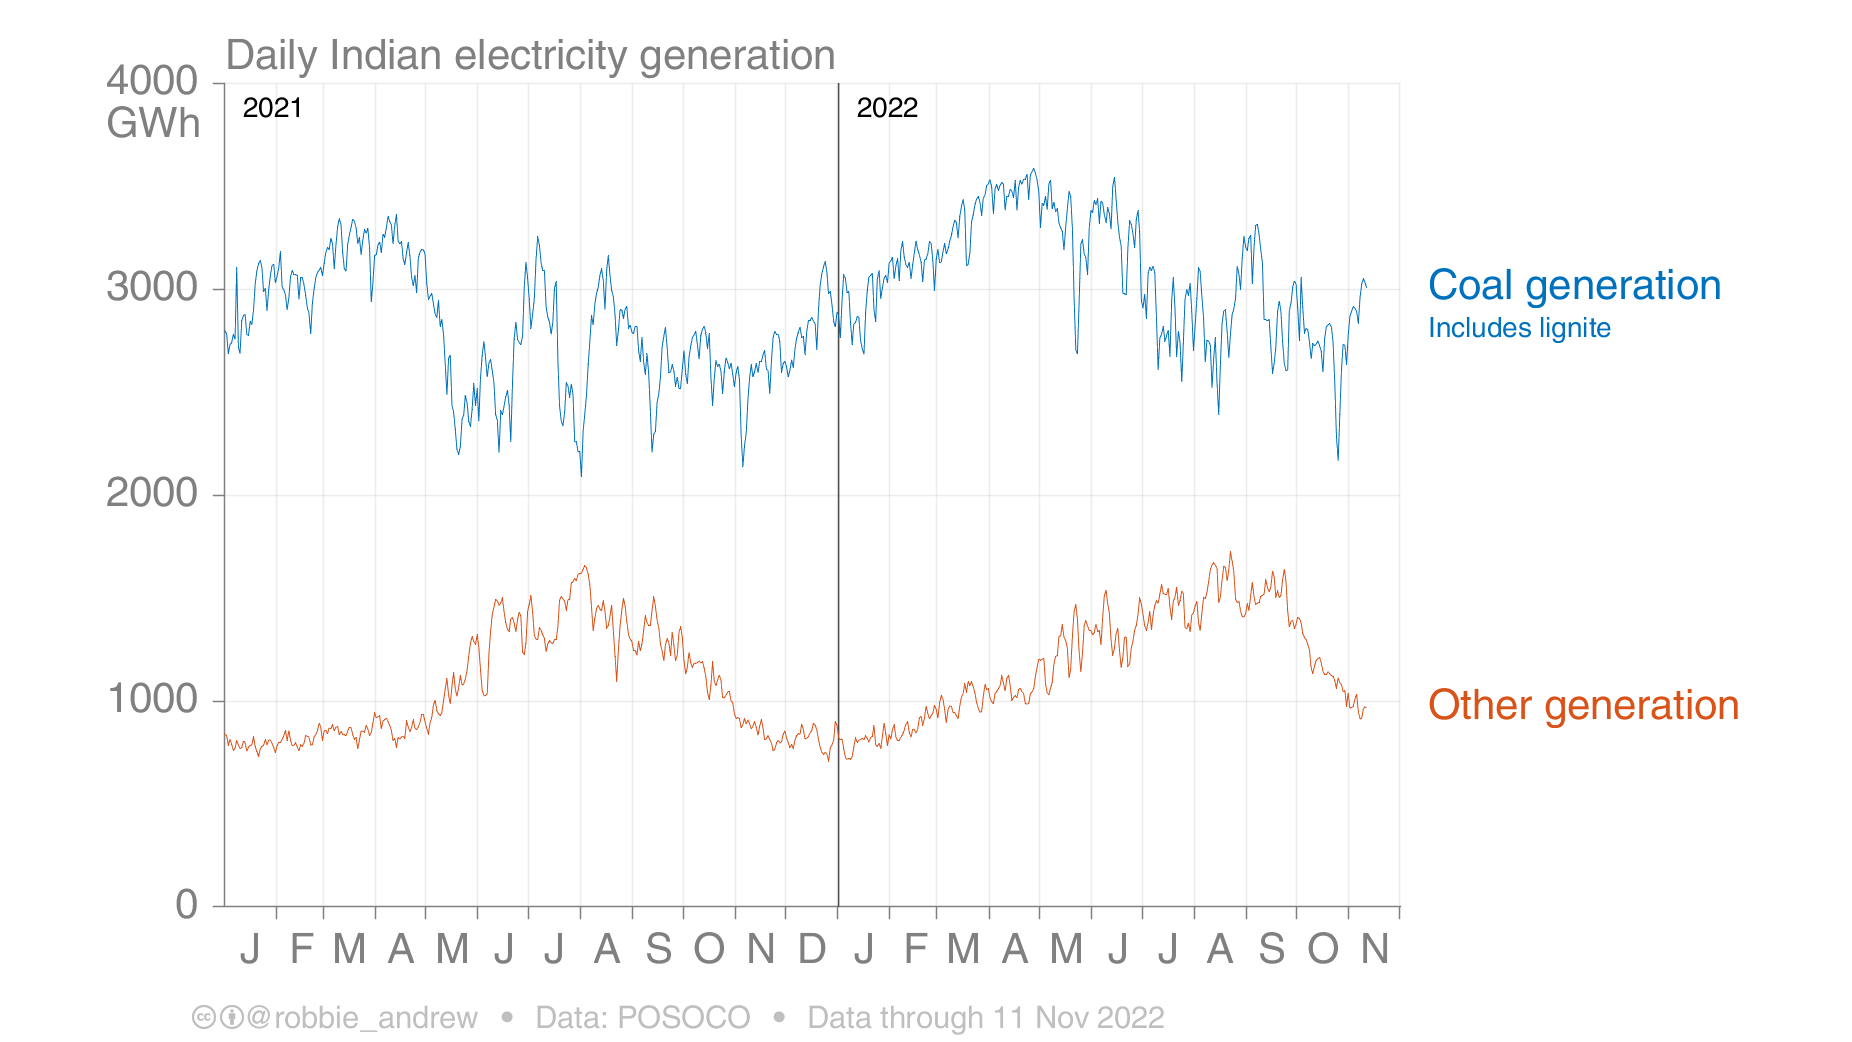 Daily Indian electricity generation
4000
GWh
2021
2022
3000
Coal generation
Includes lignite
2000
1000
Other generation
0
J F M A M J J A S O N D J F M A M J J A S O N
@robbie_andrew • Data: POSOCO • Data through 11 Nov 2022